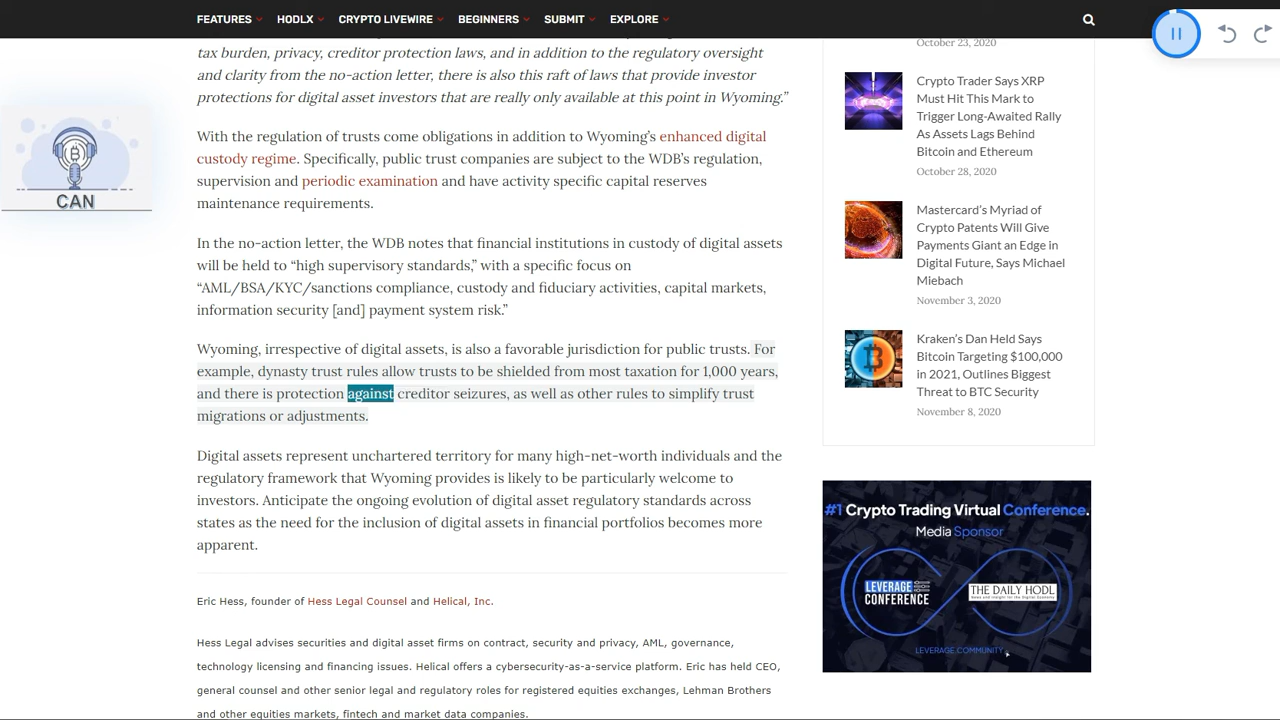 FEATURES HODLX CRYPTO LIVEWIRE BEGINNERS SUBMIT EXPLORE
tax burden, privacy, creditor protection laws, and in addition to the regulatory oversight
and clarity from the no-action letter, there is also this raft of laws that provide investor
protections for digital asset investors that are really only available at this point in Wyoming.”
With the regulation of trusts come obligations in addition to Wyoming’s enhanced digital
custody regime. Specifically, public trust companies are subject to the WDB’s regulation,
supervision and periodic examination and have activity specific capital reserves
maintenance requirements.
In the no-action letter, the WDB notes that financial institutions in custody of digital assets
will be held to “high supervisory standards,” with a specific focus on
“AML/BSA/KYC/sanctions compliance, custody and fiduciary activities, capital markets,
information security [and] payment system risk.”
Wyoming, irrespective of digital assets, is also a favorable jurisdiction for public trusts. For
example, dynasty trust rules allow trusts to be shielded from most taxation for 1,000 years,
and there is protection against creditor seizures, as well as other rules to simplify trust
migrations or adjustments.
Digital assets represent unchartered territory for many high-net-worth individuals and the
regulatory framework that Wyoming provides is likely to be particularly welcome to
investors. Anticipate the ongoing evolution of digital asset regulatory standards across
states as the need for the inclusion of digital assets in financial portfolios becomes more
apparent.
Eric Hess, founder of Hess Legal Counsel and Helical, Inc.
Hess Legal advises securities and digital asset firms on contract, security and privacy, AML, governance,
technology licensing and financing issues. Helical offers a cybersecurity-as-a-service platform. Eric has held CEO,
general counsel and other senior legal and regulatory roles for registered equities exchanges, Lehman Brothers
and other equities markets, fintech and market data companies.
CAN
October 23, 2020
Crypto Trader Says XRP
Must Hit This Mark to
Trigger Long-Awaited Rally
As Assets Lags Behind
Bitcoin and Ethereum
October 28, 2020
Mastercard’s Myriad of
Crypto Patents Will Give
Payments Giant an Edge in
Digital Future, Says Michael
Miebach
November 3, 2020
Kraken’s Dan Held Says
Bitcoin Targeting $100,000
in 2021, Outlines Biggest
Threat to BTC Security
November 8, 2020
#1 Crypto Trading Virtual Conference.
Media Sponsor
LEVERAGE
CONFERENCE
THE DAILY HODL
LEVERAGE.COMMUNITY